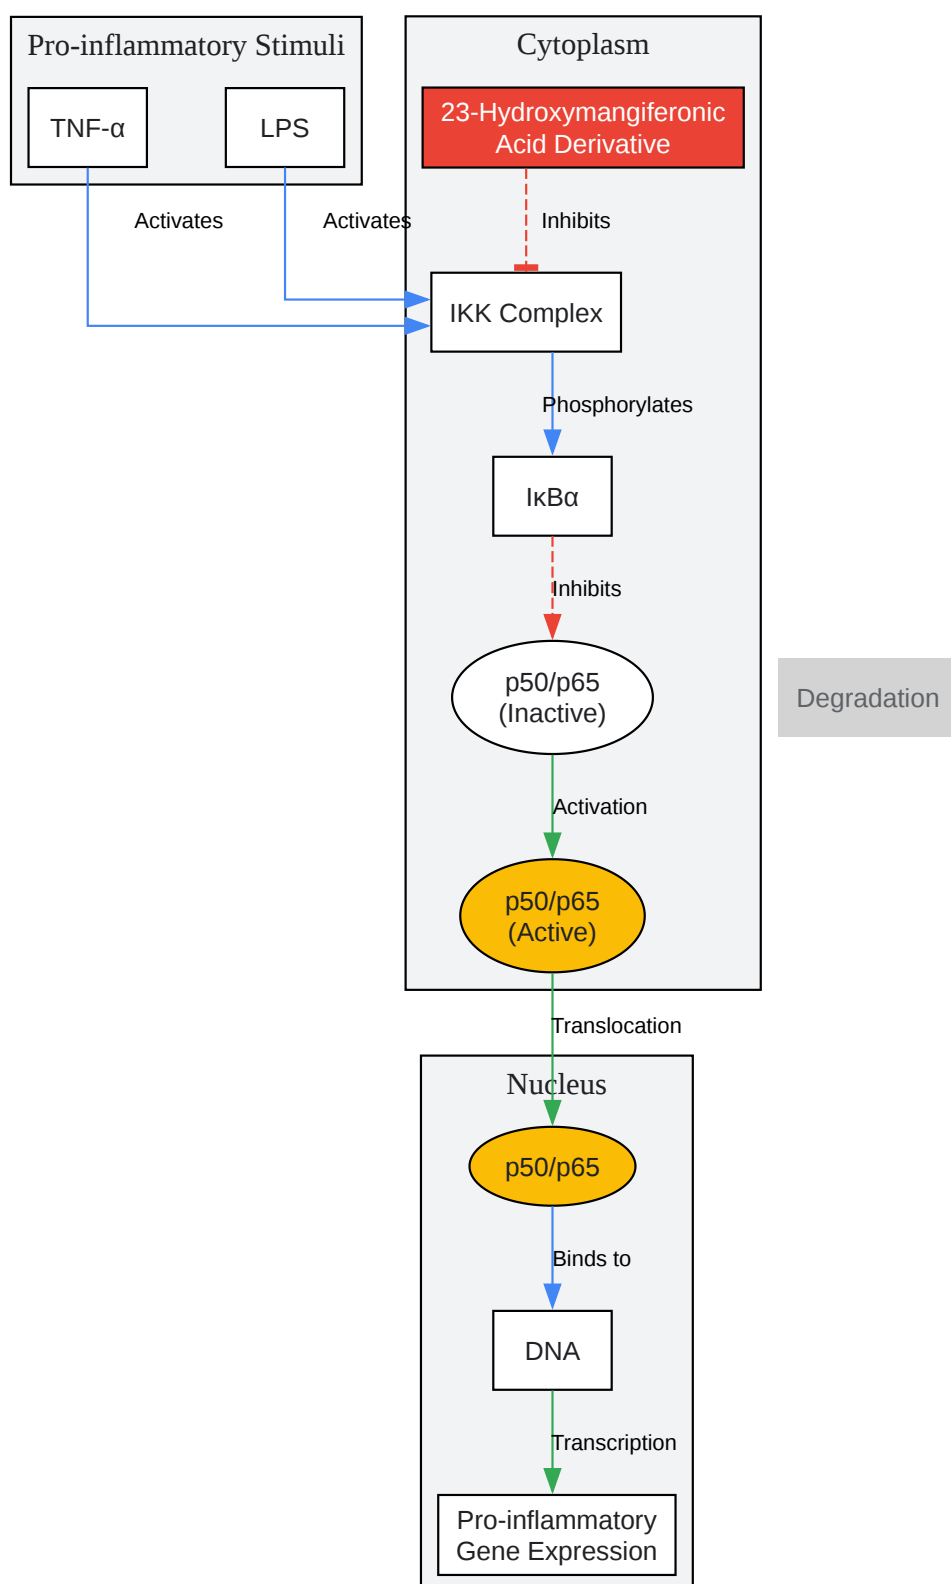 Pro-inflammatory Stimuli
TNF-α
LPS
Activates
Activates
Cytoplasm
23-Hydroxymangiferonic
Acid Derivative
Inhibits
IKK Complex
Phosphorylates
IκBα
Inhibits
p50/p65
(Inactive)
Degradation
Activation
p50/p65
(Active)
Translocation
Nucleus
p50/p65
Binds to
DNA
Transcription
Pro-inflammatory
Gene Expression